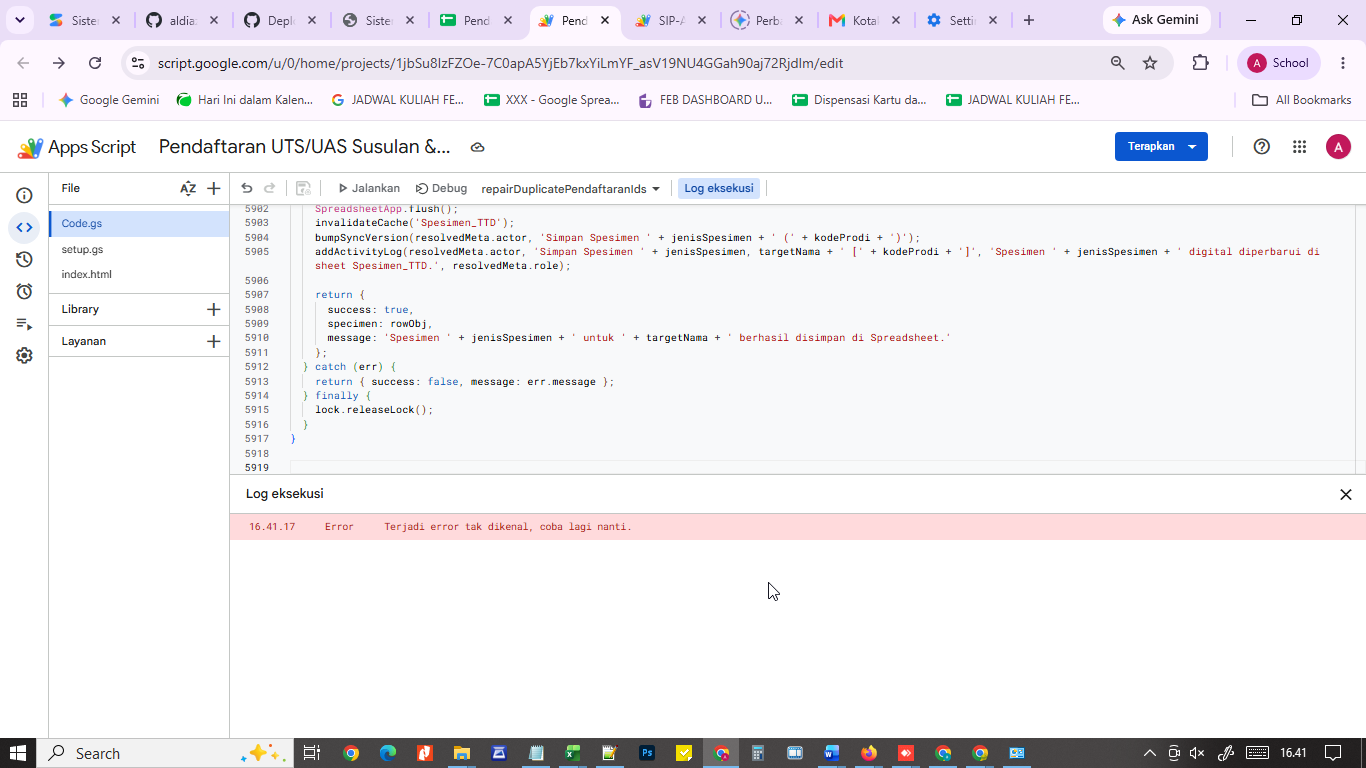 Siste
aldia
Deple
Siste
Pend
Pend
SIP-A
Perb
Kotal
Setti
Ask Gemini
script.google.com/u/0/home/projects/1jbSu8IzFZOe-7C0apA5YjEb7kxYiLmYF_asV19NU4GGah90aj72RjdIm/edit
A School
Google Gemini
Hari Ini dalam Kalen...
JADWAL KULIAH FE...
XXX - Google Sprea...
FEB DASHBOARD U...
Dispensasi Kartu da...
JADWAL KULIAH FE...
All Bookmarks
Apps Script
Pendaftaran UTS/UAS Susulan &...
Terapkan
A
File
AZ
Jalankan
Debug
repairDuplicatePendaftaranIds
Log eksekusi
Code.gs
setup.gs
index.html
Library
Layanan
5902 SpreadsheetApp.flush();
5903 invalidateCache('Spesimen_TTD');
5904 bumpSyncVersion(resolvedMeta.actor, 'Simpan Spesimen ' + jenisSpesimen + ' (' + kodeProdi + ')');
5905 addActivityLog(resolvedMeta.actor, 'Simpan Spesimen ' + jenisSpesimen, targetNama + ' [' + kodeProdi + ']', 'Spesimen ' + jenisSpesimen + ' digital diperbarui di
sheet Spesimen_TTD.', resolvedMeta.role);
5906
5907 return {
5908 success: true,
5909 specimen: rowObj,
5910 message: 'Spesimen ' + jenisSpesimen + ' untuk ' + targetNama + ' berhasil disimpan di Spreadsheet.'
5911 };
5912 } catch (err) {
5913 return { success: false, message: err.message };
5914 } finally {
5915 lock.releaseLock();
5916 }
5917 }
5918
5919
Log eksekusi
16.41.17 Error Terjadi error tak dikenal, coba lagi nanti.
Search
16.41